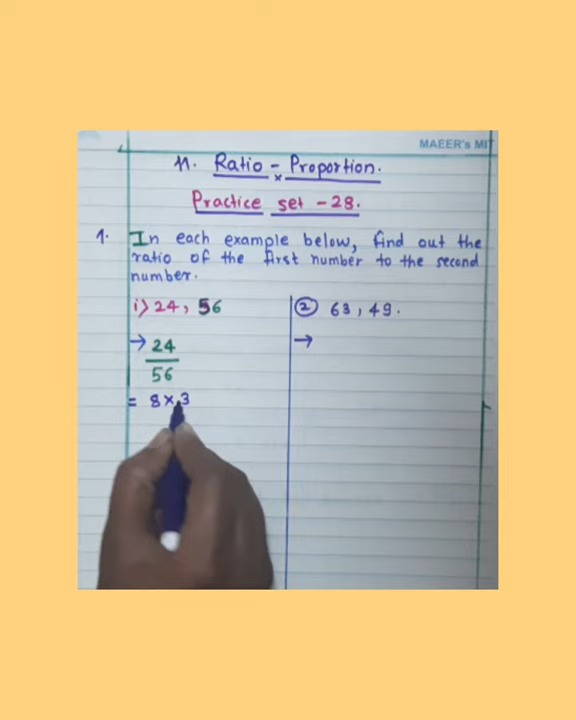 MAEER's MIT
11. Ratio - Proportion.
×
Practice set - 28.
1. In each example below, find out the
ratio of the first number to the second
number.
i) 24, 56
→ 24
56
= 8 × 3
② 63, 49.
→